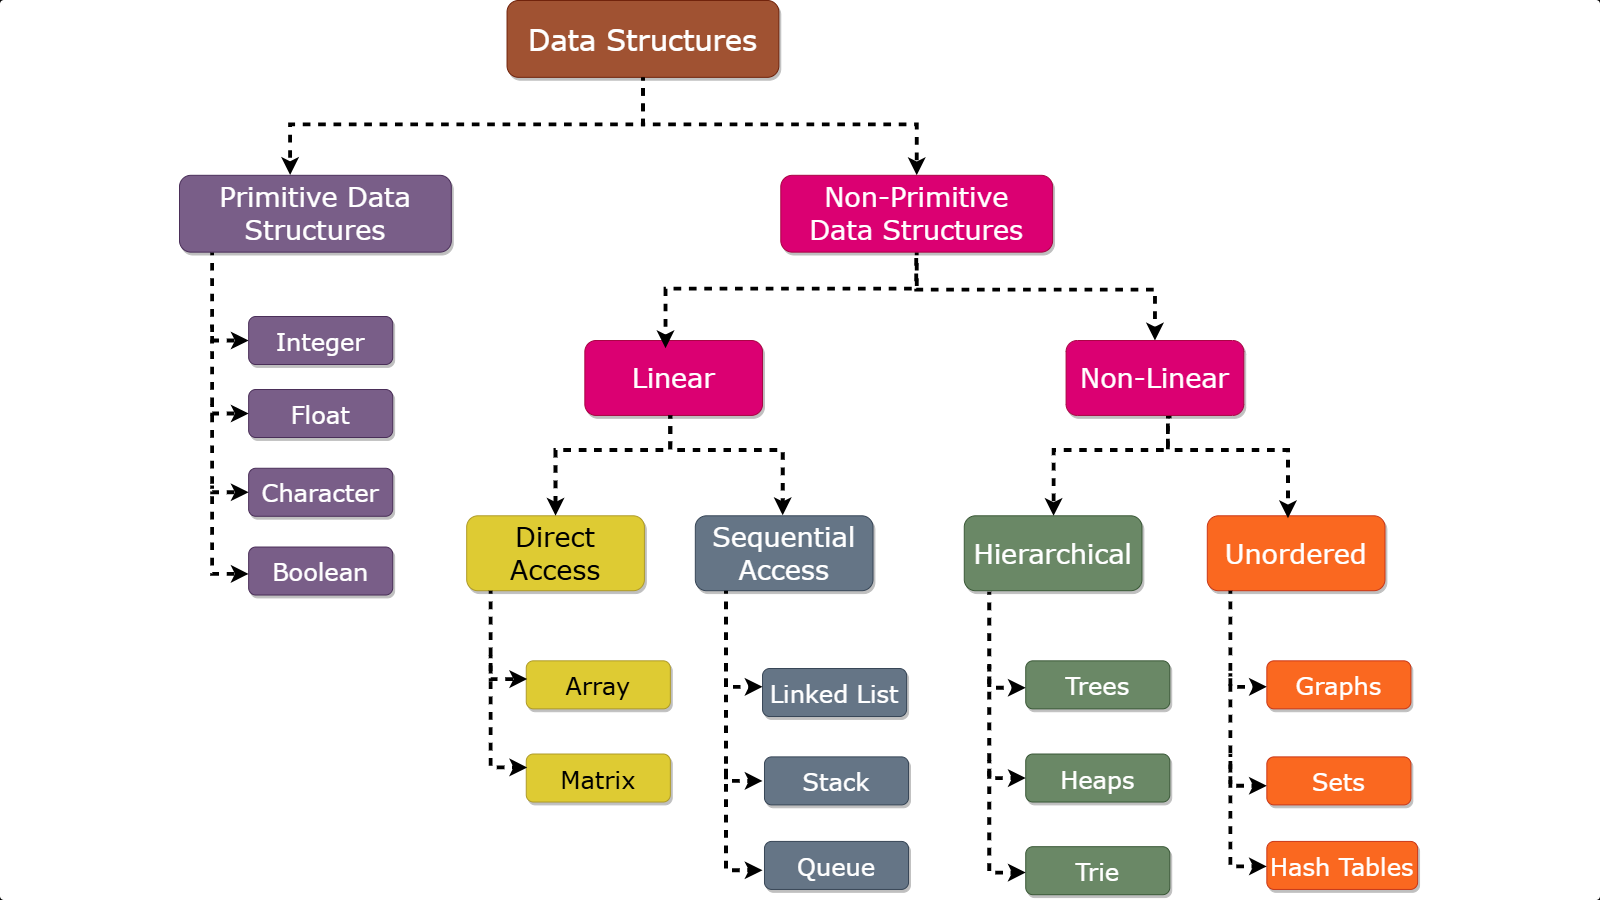 Data Structures
Primitive Data
Structures
Non-Primitive
Data Structures
Integer
Float
Character
Boolean
Linear
Non-Linear
Direct
Access
Sequential
Access
Hierarchical
Unordered
Array
Matrix
Linked List
Stack
Queue
Trees
Heaps
Trie
Graphs
Sets
Hash Tables